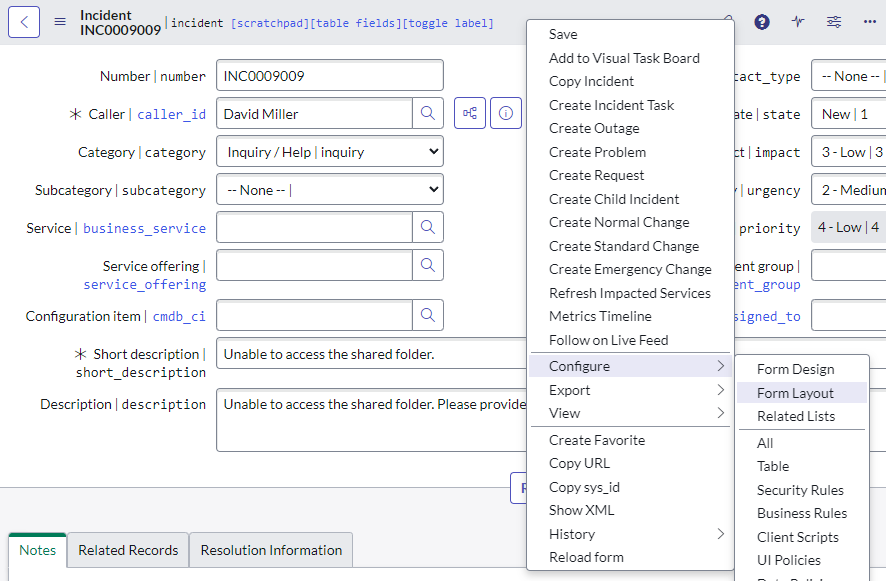 Incident
INC0009009
| incident [scratchpad][table fields][toggle label]
Number | number
INC0009009
Caller | caller_id
David Miller
Category | category
Inquiry / Help | inquiry
Subcategory | subcategory
-- None -- |
Service | business_service
Service offering |
service_offering
Configuration item | cmdb_ci
Short description |
short_description
Unable to access the shared folder.
Description | description
Unable to access the shared folder. Please provide
Notes
Related Records
Resolution Information
Save
Add to Visual Task Board
Copy Incident
Create Incident Task
Create Outage
Create Problem
Create Request
Create Child Incident
Create Normal Change
Create Standard Change
Create Emergency Change
Refresh Impacted Services
Metrics Timeline
Follow on Live Feed
Configure
Export
View
Create Favorite
Copy URL
Copy sys_id
Show XML
History
Reload form
Form Design
Form Layout
Related Lists
All
Table
Security Rules
Business Rules
Client Scripts
UI Policies
tact_type
-- None -- |
ate | state
New | 1
ct | impact
3 - Low | 3
| urgency
2 - Medium
priority
4 - Low | 4
ent group |
ent_group
signed_to